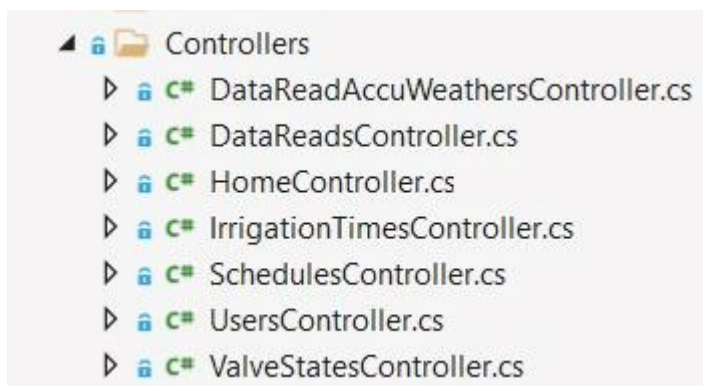 Controllers
C# DataReadAccuWeathersController.cs
C# DataReadsController.cs
C# HomeController.cs
C# IrrigationTimesController.cs
C# SchedulesController.cs
C# UsersController.cs
C# ValveStatesController.cs